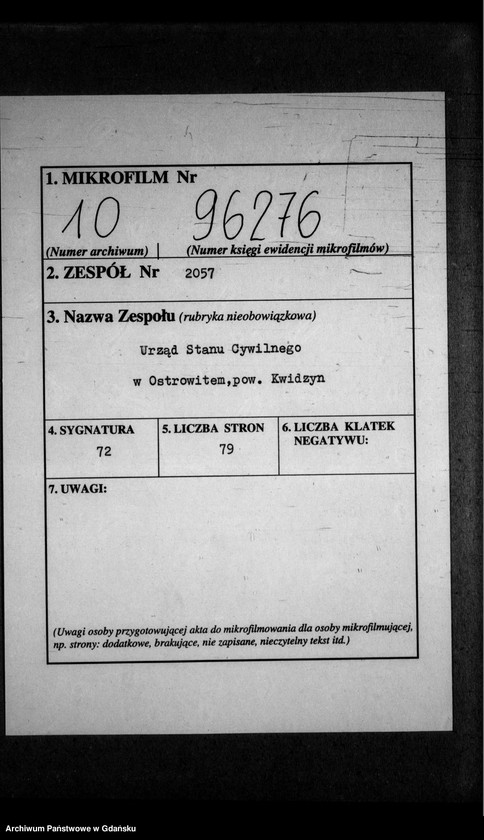 1. MIKROFILM Nr
10 96276
(Numer archiwum) (Numer księgi ewidencji mikrofilmów)
2. ZESPÓŁ Nr 2057
3. Nazwa Zespołu (rubryka nieobowiązkowa)
Urząd Stanu Cywilnego
w Ostrowitem,pow. Kwidzyn
4. SYGNATURA
72
5. LICZBA STRON
79
6. LICZBA KLATEK
NEGATYWU:
7. UWAGI:
(Uwagi osoby przygotowującej akta do mikrofilmowania dla osoby mikrofilmującej,
np. strony: dodatkowe, brakujące, nie zapisane, nieczytelny tekst itd.)
Archiwum Państwowe w Gdańsku